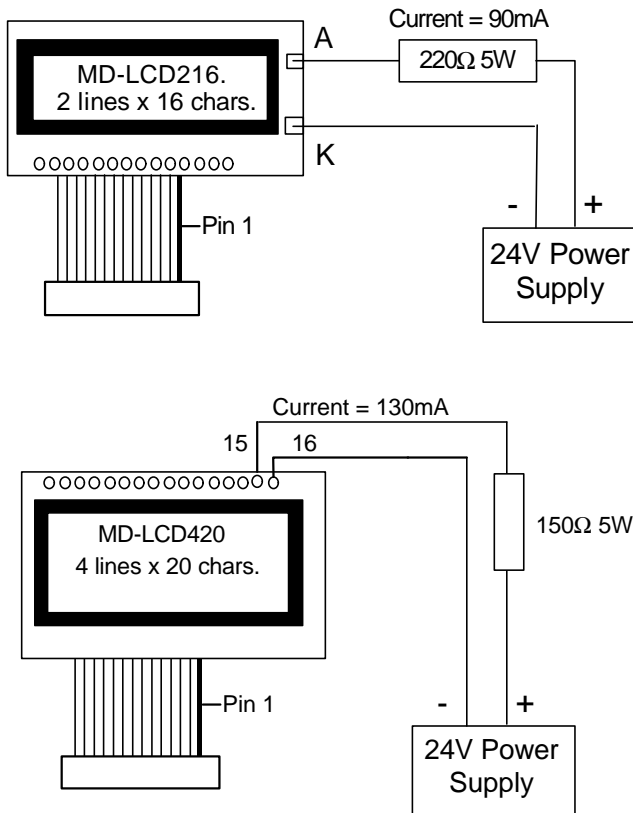 Current = 90mA
A
MD-LCD216.
2 lines x 16 chars.
220Ω 5W
K
Pin 1
- +
24V Power
Supply
Current = 130mA
15 16
MD-LCD420
4 lines x 20 chars.
150Ω 5W
Pin 1
- +
24V Power
Supply